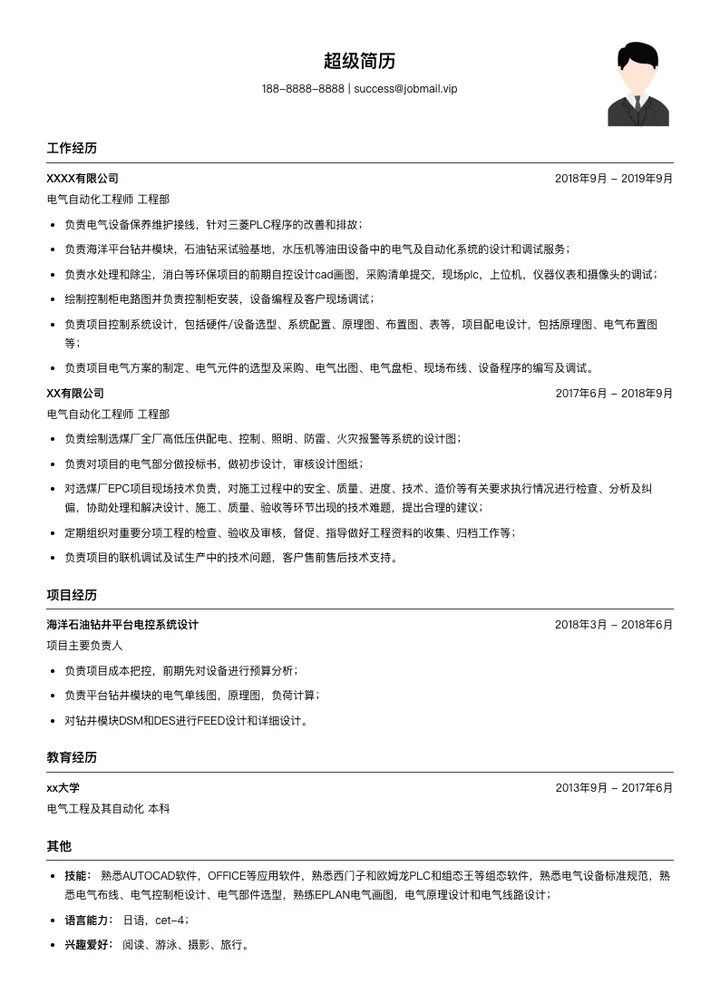 超级简历
188-8888-8888 | success@jobmail.vip
工作经历
XXXX有限公司 2018年9月 - 2019年9月
电气自动化工程师 工程部
• 负责电气设备保养维护接线，针对三菱PLC程序的改善和排故；
• 负责海洋平台钻井模块，石油钻采试验基地，水压机等油田设备中的电气及自动化系统的设计和调试服务；
• 负责水处理和除尘，消白等环保项目的前期自控设计cad画图，采购清单提交，现场plc，上位机，仪器仪表和摄像头的调试；
• 绘制控制柜电路图并负责控制柜安装，设备编程及客户现场调试；
• 负责项目控制系统设计，包括硬件/设备选型、系统配置、原理图、布置图、表等，项目配电设计，包括原理图、电气布置图
等；
• 负责项目电气方案的制定、电气元件的选型及采购、电气出图、电气盘柜、现场布线、设备程序的编写及调试。
XX有限公司 2017年6月 - 2018年9月
电气自动化工程师 工程部
• 负责绘制选煤厂全厂高低压供配电、控制、照明、防雷、火灾报警等系统的设计图；
• 负责对项目的电气部分做投标书，做初步设计，审核设计图纸；
• 对选煤厂EPC项目现场技术负责，对施工过程中的安全、质量、进度、技术、造价等有关要求执行情况进行检查、分析及纠
偏，协助处理和解决设计、施工、质量、验收等环节出现的技术难题，提出合理的建议；
• 定期组织对重要分项工程的检查、验收及审核，督促、指导做好工程资料的收集、归档工作等；
• 负责项目的联机调试及试生产中的技术问题，客户售前售后技术支持。
项目经历
海洋石油钻井平台电控系统设计 2018年3月 - 2018年6月
项目主要负责人
• 负责项目成本把控，前期先对设备进行预算分析；
• 负责平台钻井模块的电气单线图，原理图，负荷计算；
• 对钻井模块DSM和DES进行FEED设计和详细设计。
教育经历
xx大学 2013年9月 - 2017年6月
电气工程及其自动化 本科
其他
• 技能： 熟悉AUTOCAD软件，OFFICE等应用软件，熟悉西门子和欧姆龙PLC和组态王等组态软件，熟悉电气设备标准规范，熟
悉电气布线、电气控制柜设计、电气部件选型，熟练EPLAN电气画图，电气原理设计和电气线路设计；
• 语言能力： 日语，cet-4；
• 兴趣爱好： 阅读、游泳、摄影、旅行。